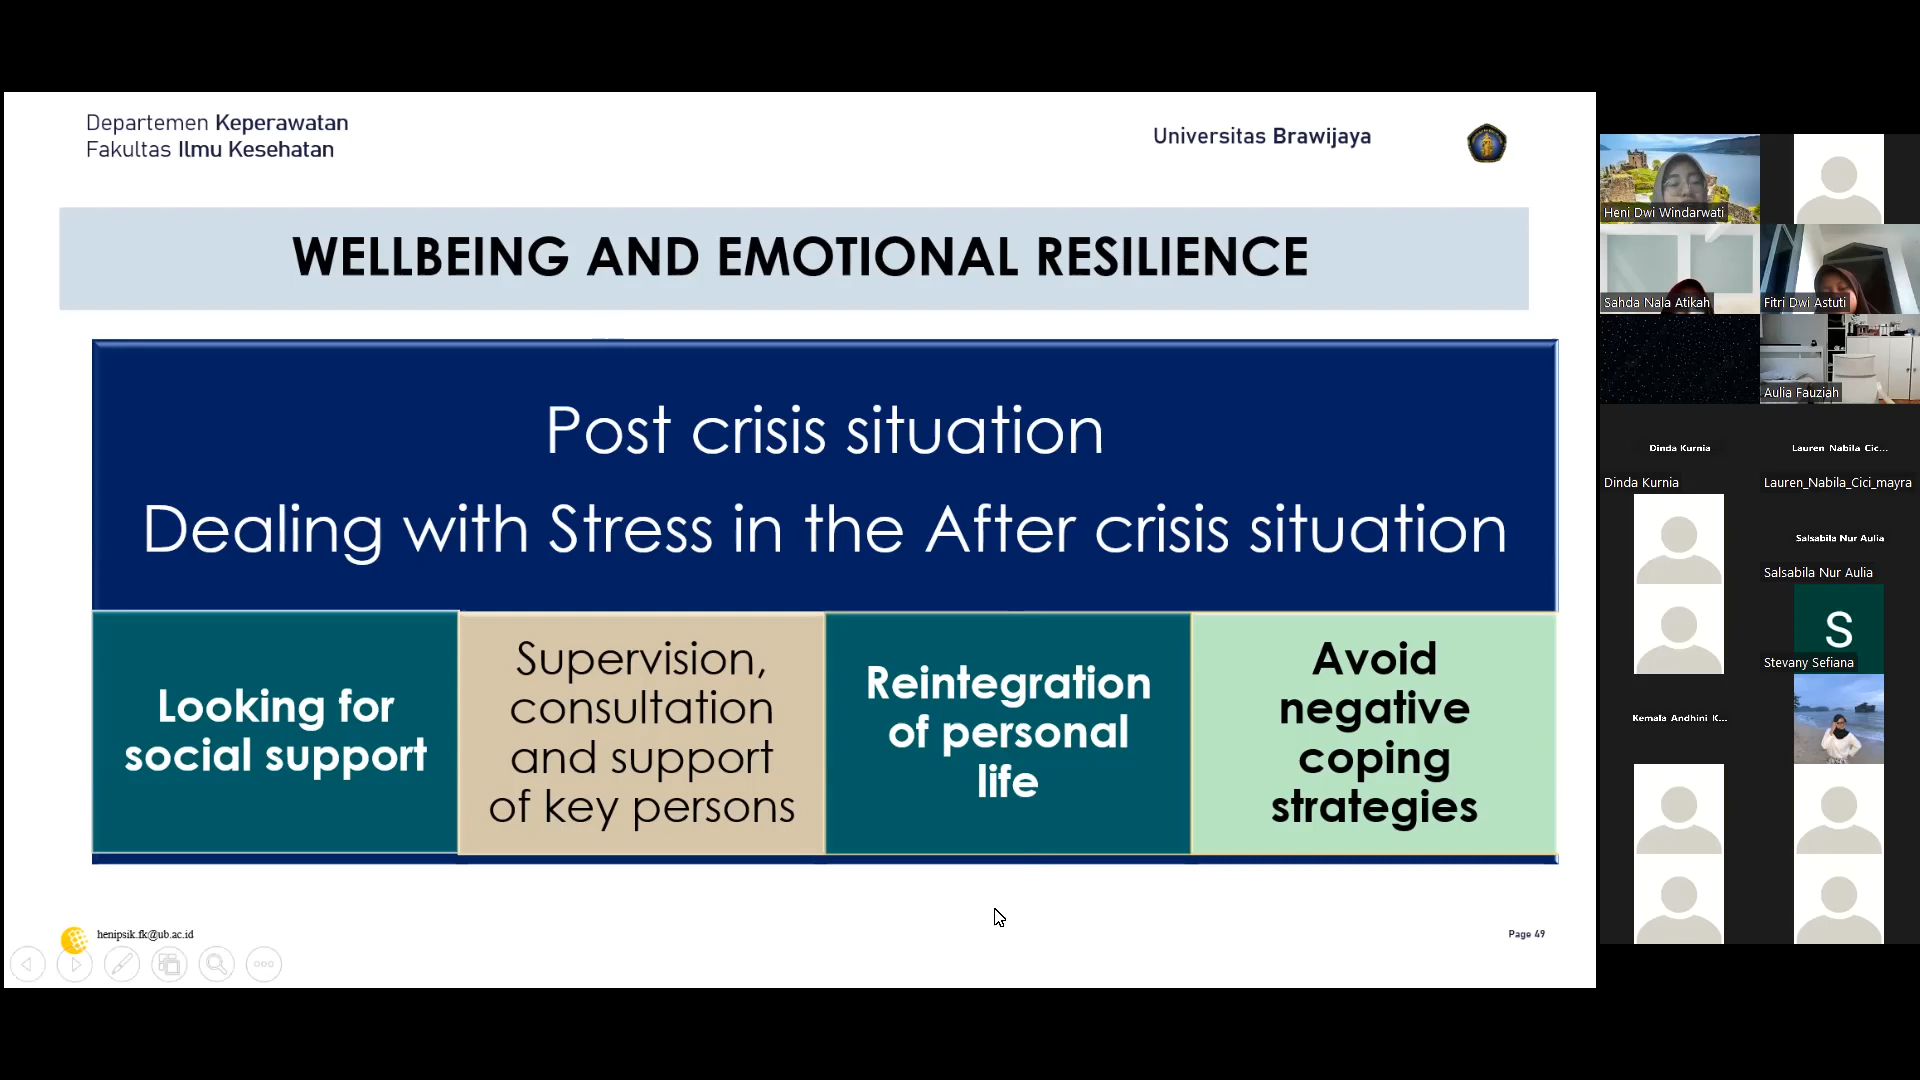 Departemen Keperawatan
Fakultas Ilmu Kesehatan
Universitas Brawijaya
WELLBEING AND EMOTIONAL RESILIENCE
Post crisis situation
Dealing with Stress in the After crisis situation
Looking for
social support
Supervision,
consultation
and support
of key persons
Reintegration
of personal
life
Avoid
negative
coping
strategies
henipsik.fk@ub.ac.id
Page 49
Heni Dwi Windarwati
Sahda Nala Atikah
Fitri Dwi Astuti
Aulia Fauziah
Dinda Kurnia
Dinda Kurnia
Lauren Nabila Cic...
Lauren_Nabila_Cici_mayra
Salsabila Nur Aulia
Salsabila Nur Aulia
S
Stevany Sefiana
Kemala Andhini K...